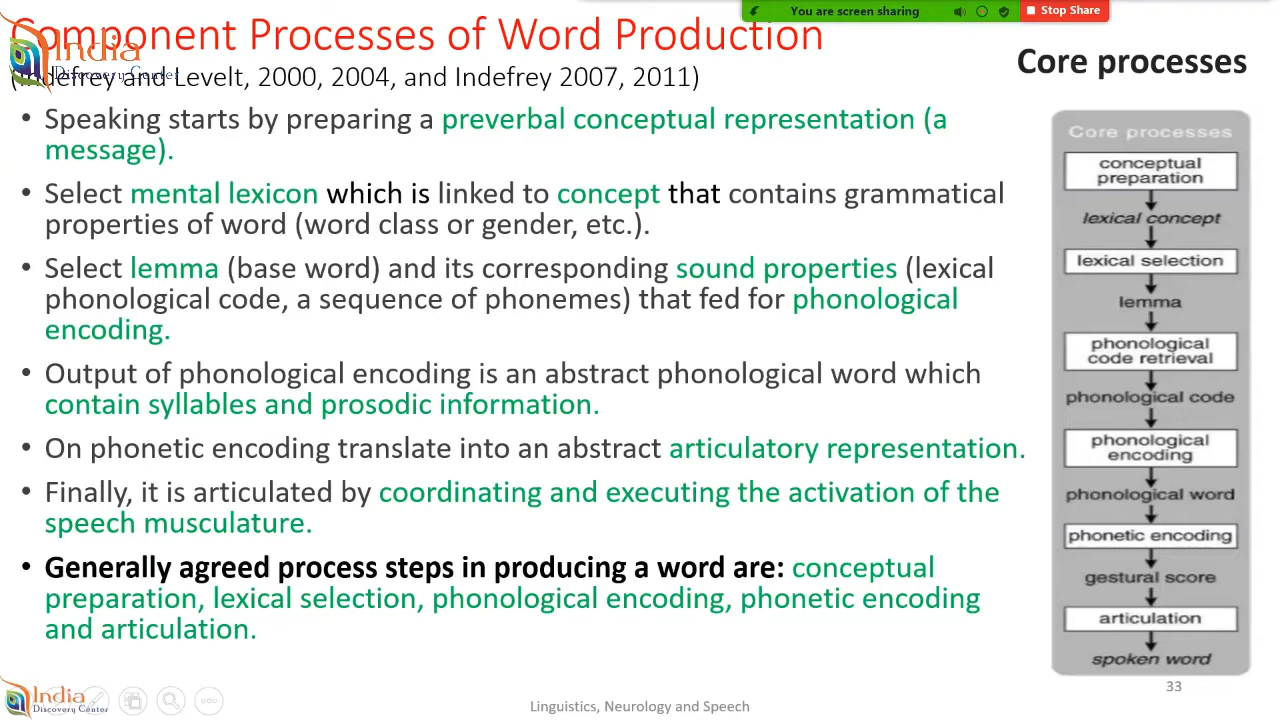 You are screen sharing
Stop Share
Component Processes of Word Production
India
Discovery Center
(Indefrey and Levelt, 2000, 2004, and Indefrey 2007, 2011)
• Speaking starts by preparing a preverbal conceptual representation (a
message).
• Select mental lexicon which is linked to concept that contains grammatical
properties of word (word class or gender, etc.).
• Select lemma (base word) and its corresponding sound properties (lexical
phonological code, a sequence of phonemes) that fed for phonological
encoding.
• Output of phonological encoding is an abstract phonological word which
contain syllables and prosodic information.
• On phonetic encoding translate into an abstract articulatory representation.
• Finally, it is articulated by coordinating and executing the activation of the
speech musculature.
• Generally agreed process steps in producing a word are: conceptual
preparation, lexical selection, phonological encoding, phonetic encoding
and articulation.
Core processes
Core processes
conceptual
preparation
lexical concept
lexical selection
lemma
phonological
code retrieval
phonological code
phonological
encoding
phonological word
phonetic encoding
gestural score
articulation
spoken word
33
India
Discovery Center
Linguistics, Neurology and Speech